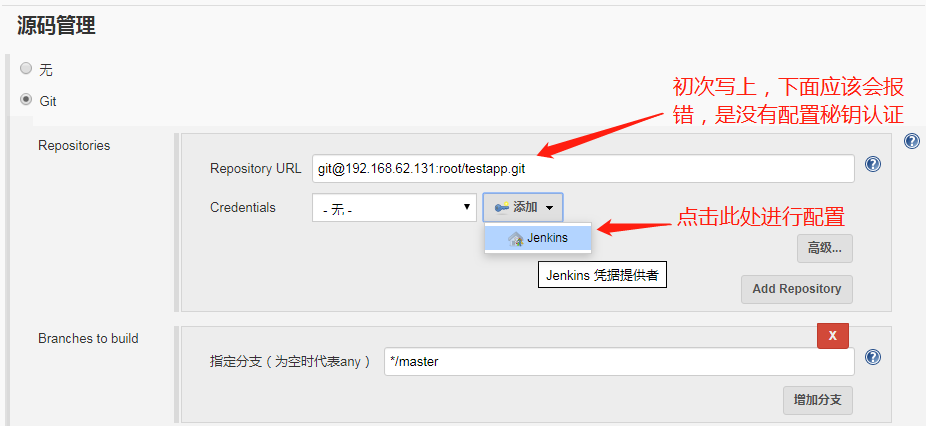 源码管理
无
Git
初次写上，下面应该会报
错，是没有配置秘钥认证
Repositories
Repository URL git@192.168.62.131:root/testapp.git
Credentials - 无 - 添加
点击此处进行配置
Jenkins
高级...
Jenkins 凭据提供者
Add Repository
Branches to build
X
指定分支（为空时代表any） */master
增加分支